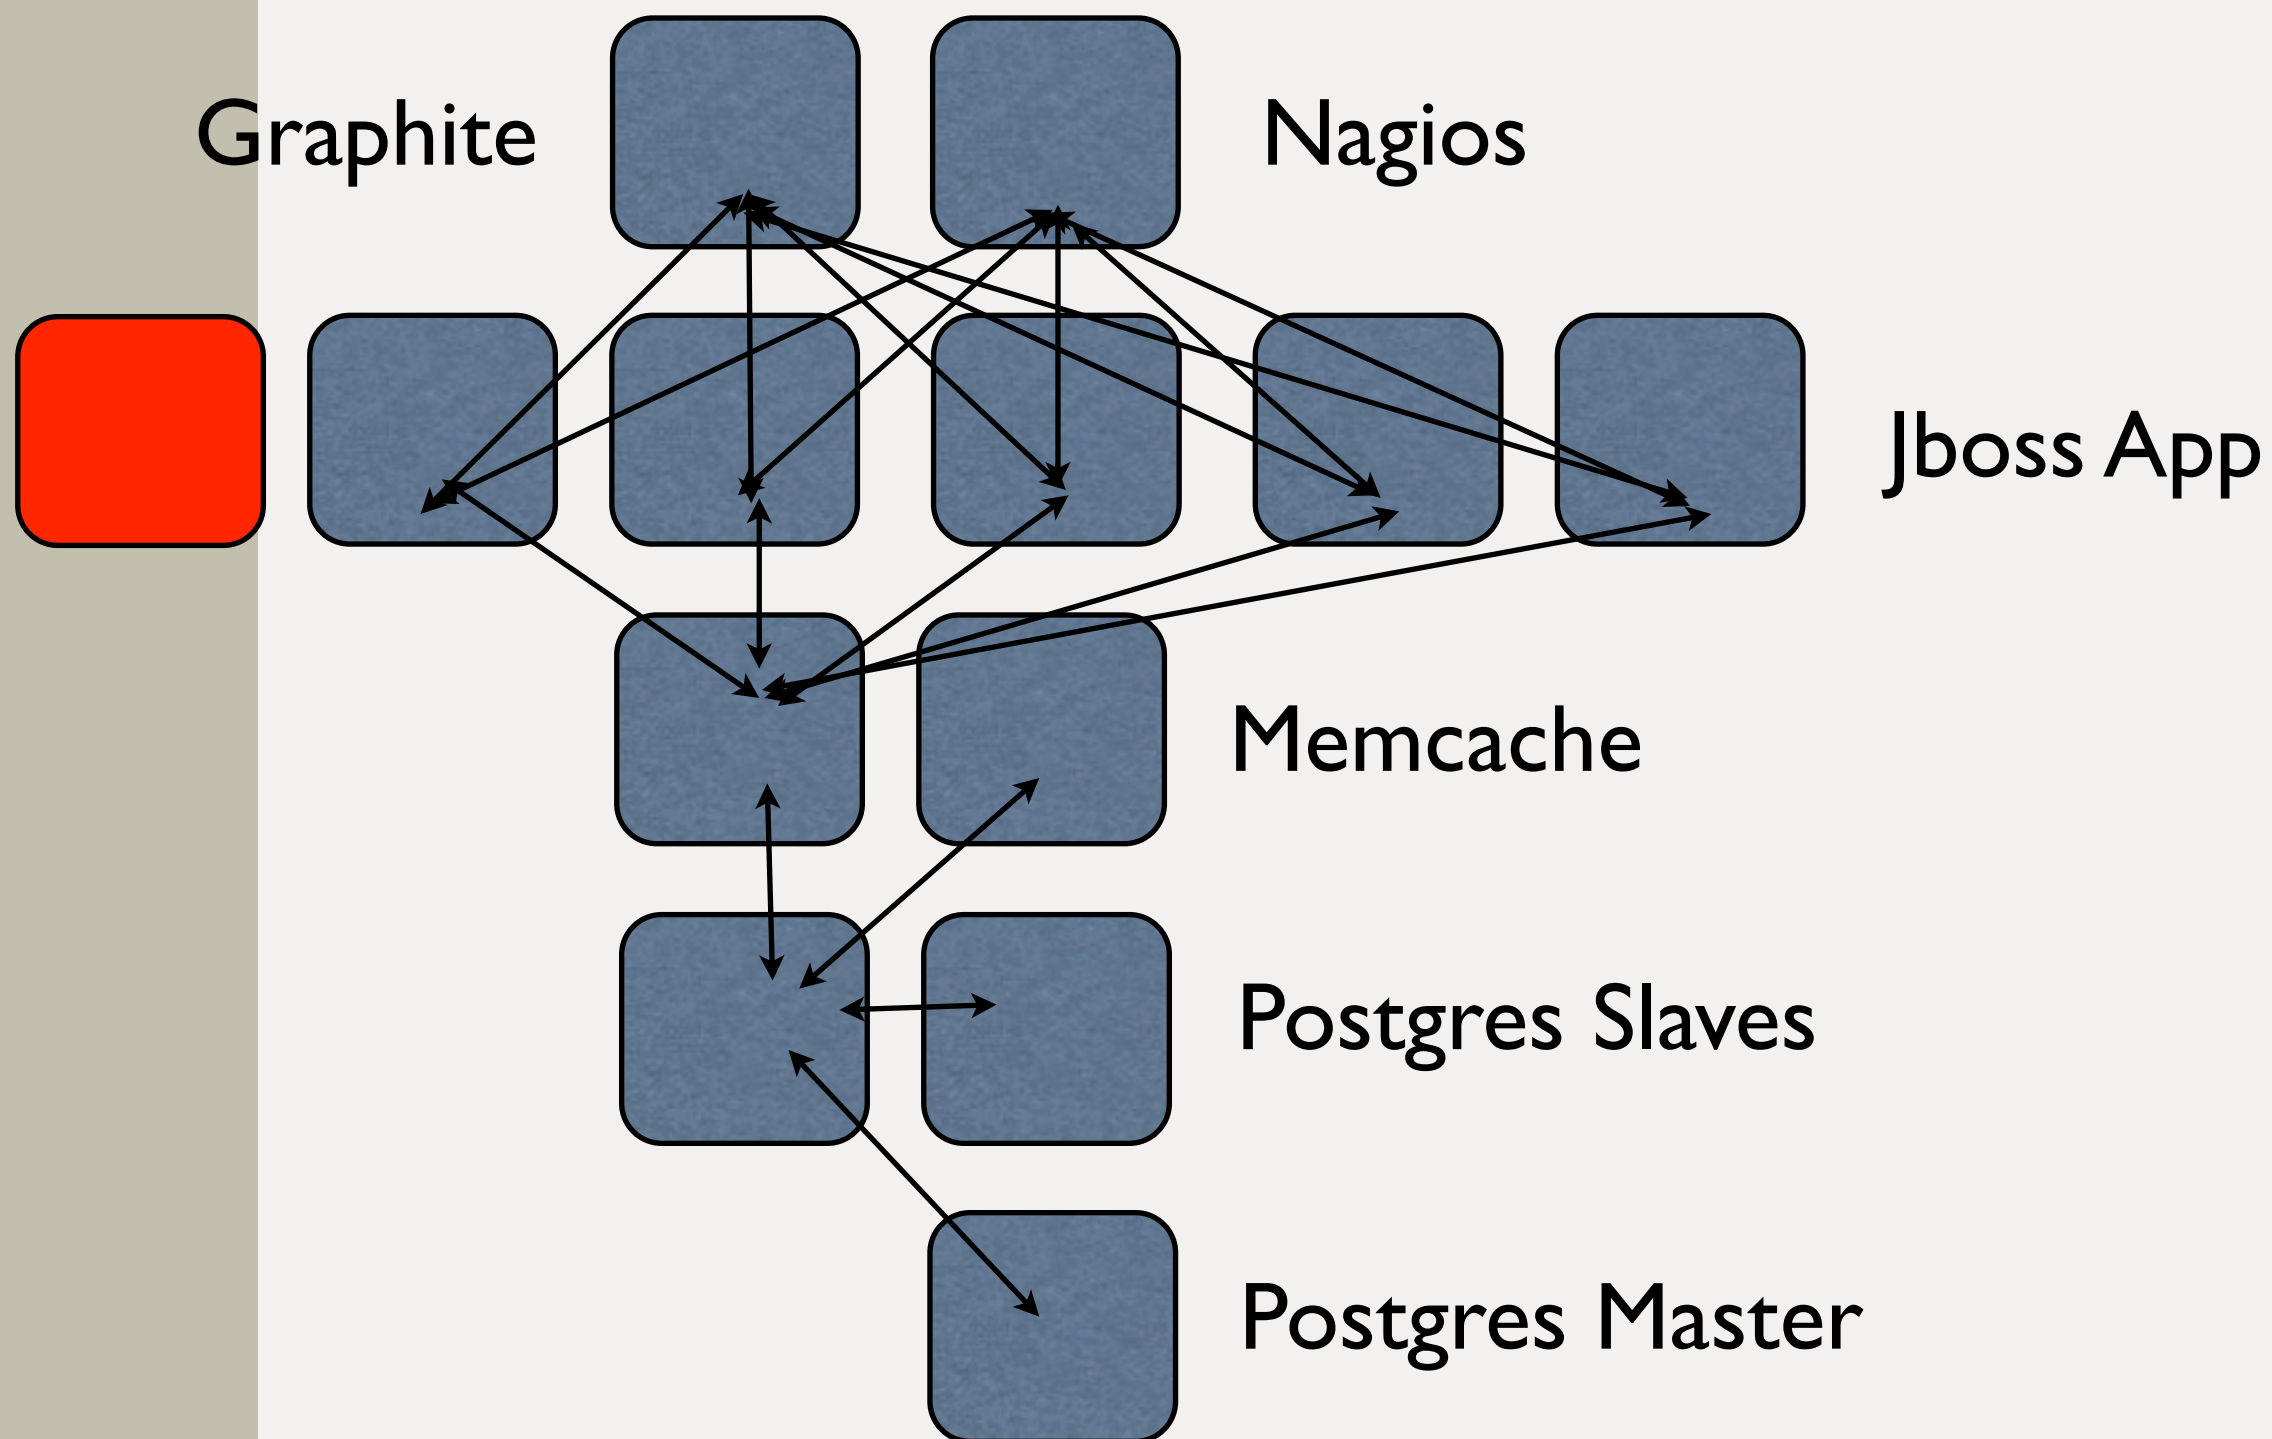 Graphite
Nagios
Jboss App
Memcache
Postgres Slaves
Postgres Master